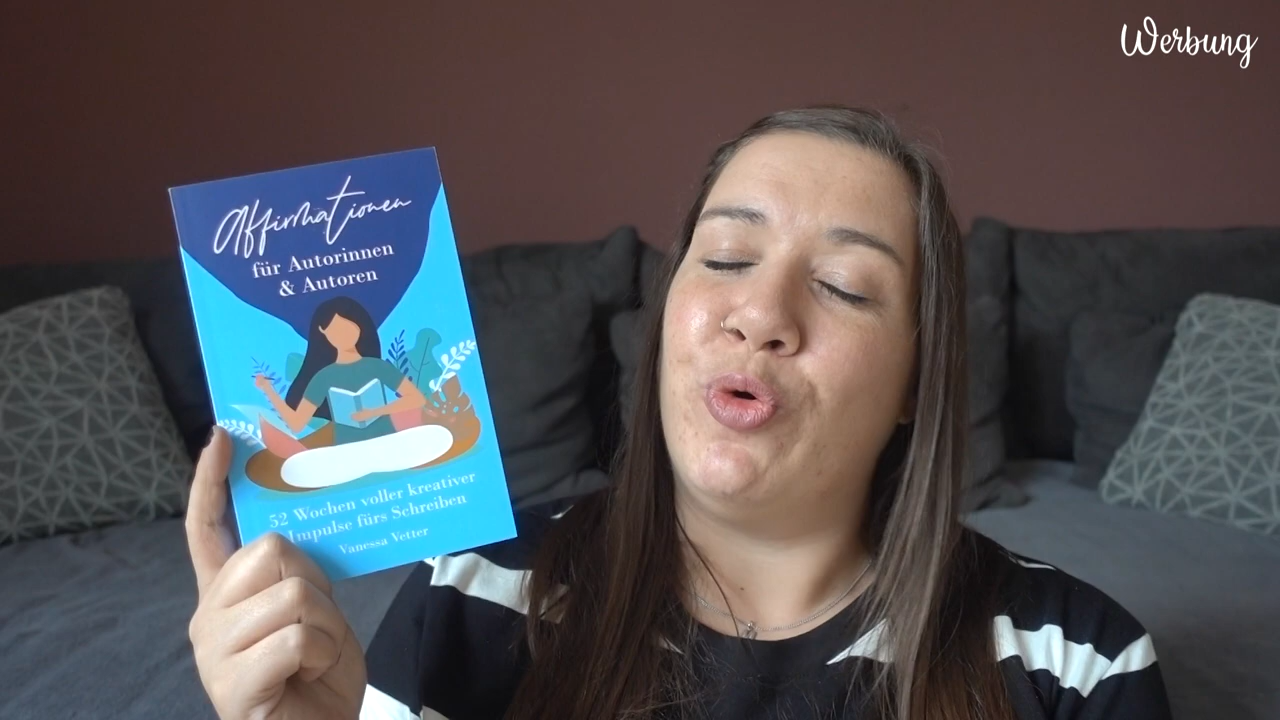 Werbung
Affirmationen
für Autorinnen
& Autoren
52 Wochen voller kreativer
Impulse fürs Schreiben
Vanessa Vetter